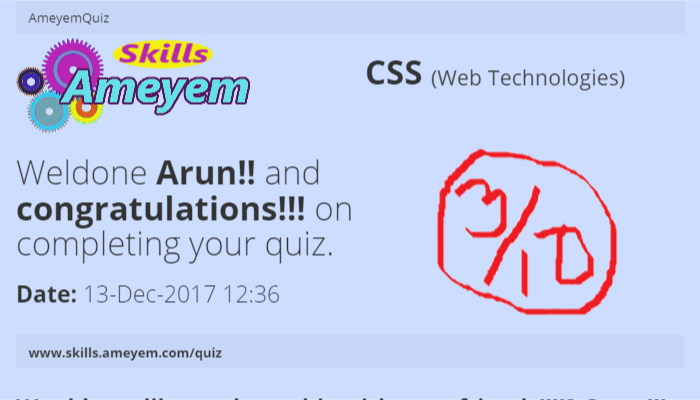 AmeyemQuiz
Skills
Ameyem
CSS (Web Technologies)
Weldone Arun!! and
congratulations!!! on
completing your quiz.
3/10
Date: 13-Dec-2017 12:36
www.skills.ameyem.com/quiz